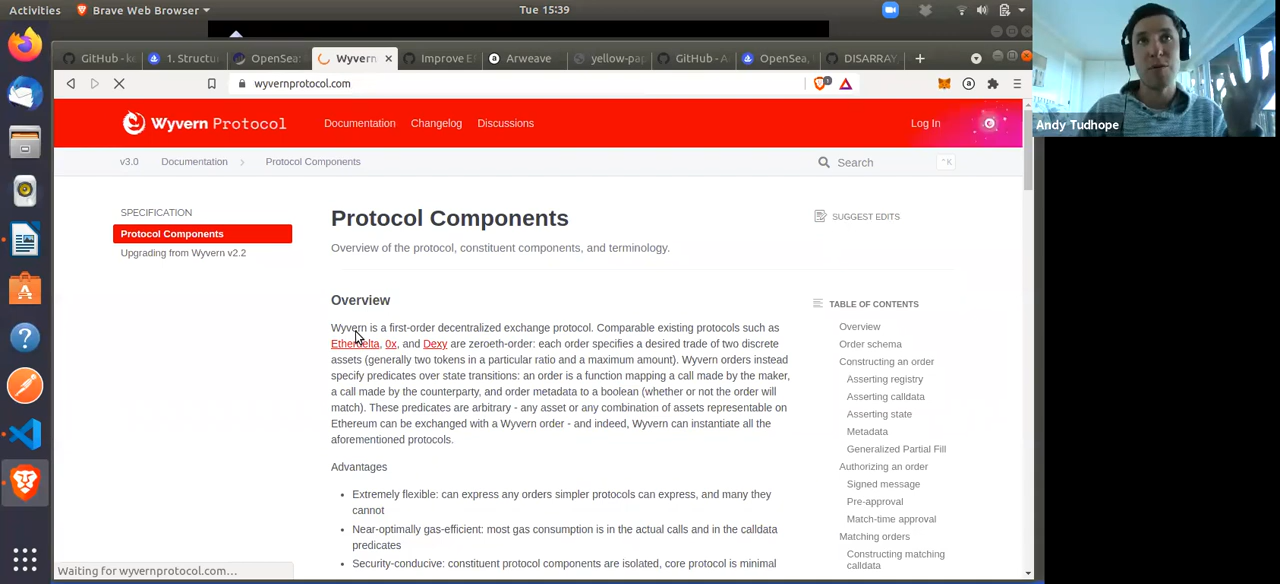 Activities
Brave Web Browser
Tue 15:39
GitHub - ke
1. Structu
OpenSea:
Wyvern
Improve E
Arweave
yellow-pap
GitHub - A
OpenSea,
DISARRAY
wyvernprotocol.com
1
Andy Tudhope
Wyvern Protocol
Documentation
Changelog
Discussions
Log In
v3.0
Documentation
Protocol Components
Search
^K
SPECIFICATION
Protocol Components
Upgrading from Wyvern v2.2
Protocol Components
SUGGEST EDITS
Overview of the protocol, constituent components, and terminology.
Overview
Wyvern is a first-order decentralized exchange protocol. Comparable existing protocols such as
Etherdelta, 0x, and Dexy are zeroeth-order: each order specifies a desired trade of two discrete
assets (generally two tokens in a particular ratio and a maximum amount). Wyvern orders instead
specify predicates over state transitions: an order is a function mapping a call made by the maker,
a call made by the counterparty, and order metadata to a boolean (whether or not the order will
match). These predicates are arbitrary - any asset or any combination of assets representable on
Ethereum can be exchanged with a Wyvern order - and indeed, Wyvern can instantiate all the
aforementioned protocols.
Advantages
• Extremely flexible: can express any orders simpler protocols can express, and many they
cannot
• Near-optimally gas-efficient: most gas consumption is in the actual calls and in the calldata
predicates
• Security-conducive: constituent protocol components are isolated, core protocol is minimal
TABLE OF CONTENTS
Overview
Order schema
Constructing an order
Asserting registry
Asserting calldata
Asserting state
Metadata
Generalized Partial Fill
Authorizing an order
Signed message
Pre-approval
Match-time approval
Matching orders
Constructing matching
calldata
Waiting for wyvernprotocol.com...